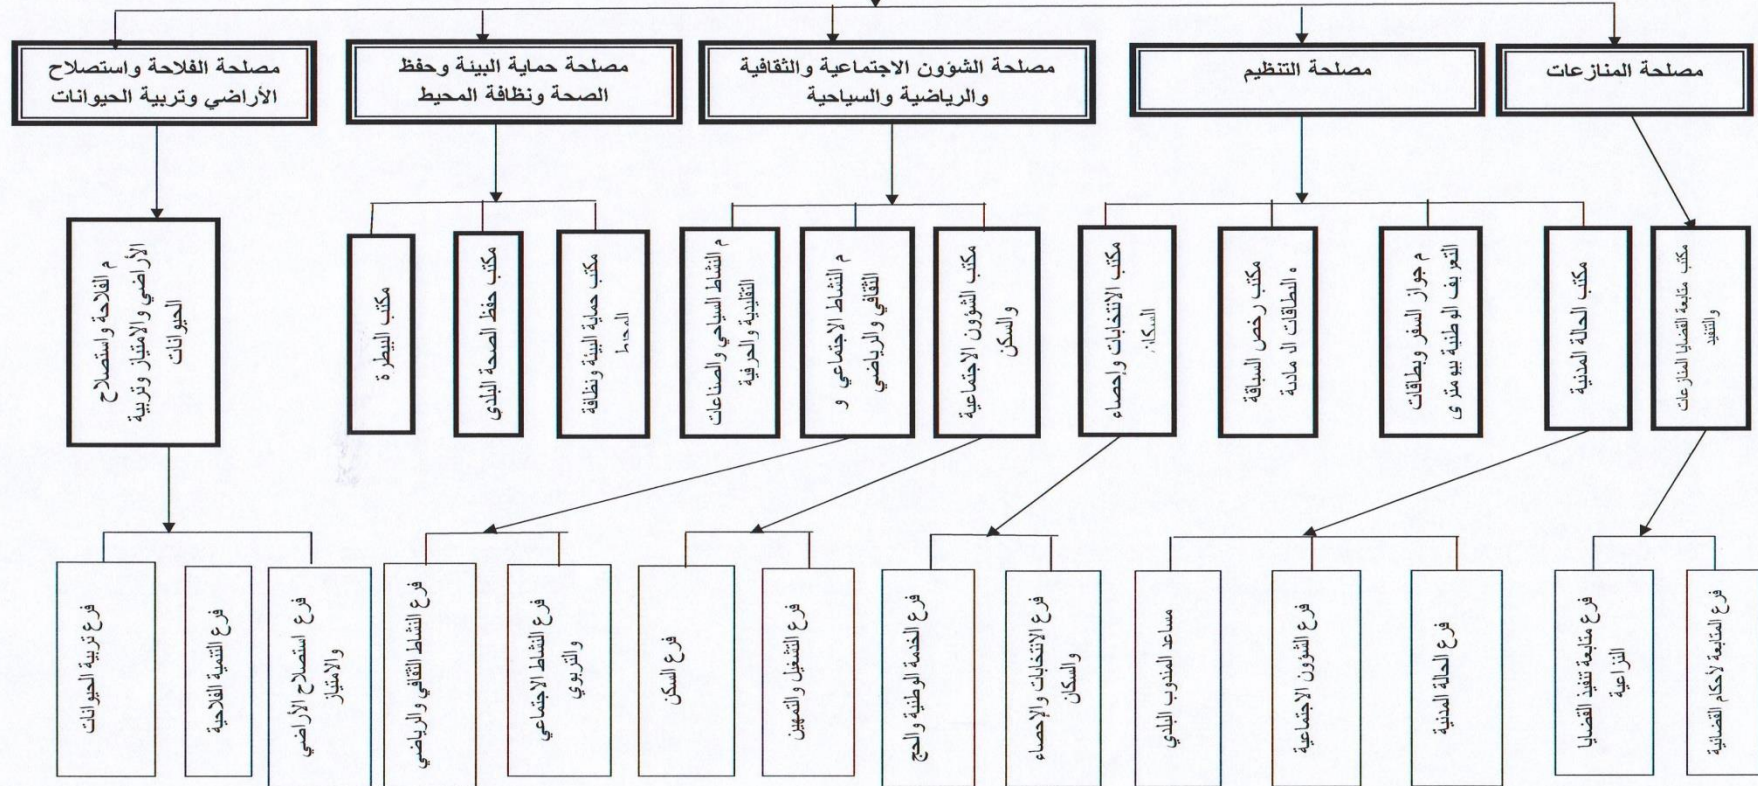 مصلحة المنازعات
مصلحة التنظيم
مصلحة الشؤون الاجتماعية والثقافية
والرياضية والسياحية
مصلحة حماية البيئة وحفظ
الصحة ونظافة المحيط
مصلحة الفلاحة واستصلاح
الأراضي وتربية الحيوانات
مكتب متابعة القضايا المنازعات
والتنفيذ
مكتب الحالة المدنية
م جواز السفر وبطاقات
التعريف الوطنية بيومتري
مكتب رخص السياقة
و البطاقات
مكتب الانتخابات وإحصاء
السكان
مكتب الشؤون الاجتماعية
والسكن
م النشاط الاجتماعي و
الثقافي والرياضي
م النشاط السياحي والصناعات
التقليدية والحرفية
مكتب حماية البيئة ونظافة
المحيط
مكتب حفظ الصحة البلدي
مكتب البيطرة
م الفلاحة واستصلاح
الأراضي والامتياز وتربية
الحيوانات
فرع المتابعة لأحكام القضائية
فرع متابعة تنفيذ القضايا
النزاعية
فرع الحالة المدنية
فرع الشؤون الاجتماعية
مساعد المندوب البلدي
فرع الانتخابات والإحصاء
والسكان
فرع الخدمة الوطنية والحج
فرع التشغيل والتمهين
فرع السكن
فرع النشاط الاجتماعي
والتربوي
فرع النشاط الثقافي والرياضي
فرع استصلاح الأراضي
والامتياز
فرع التنمية الفلاحية
فرع تربية الحيوانات